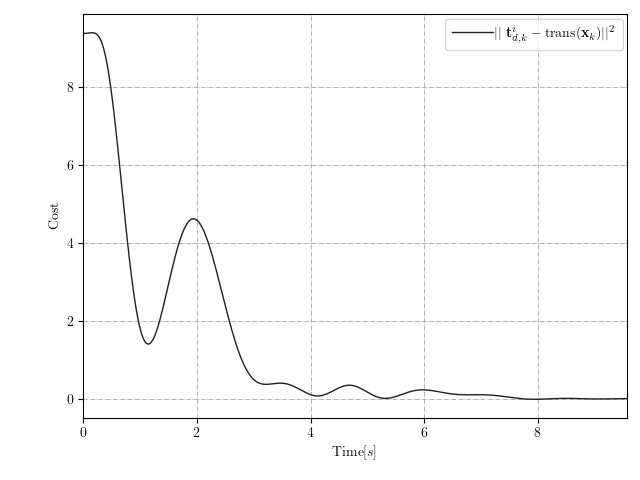 || t^i_{d,k} − trans(x_k)||^2
Cost
8
6
4
2
0
0 2 4 6 8
Time[s]